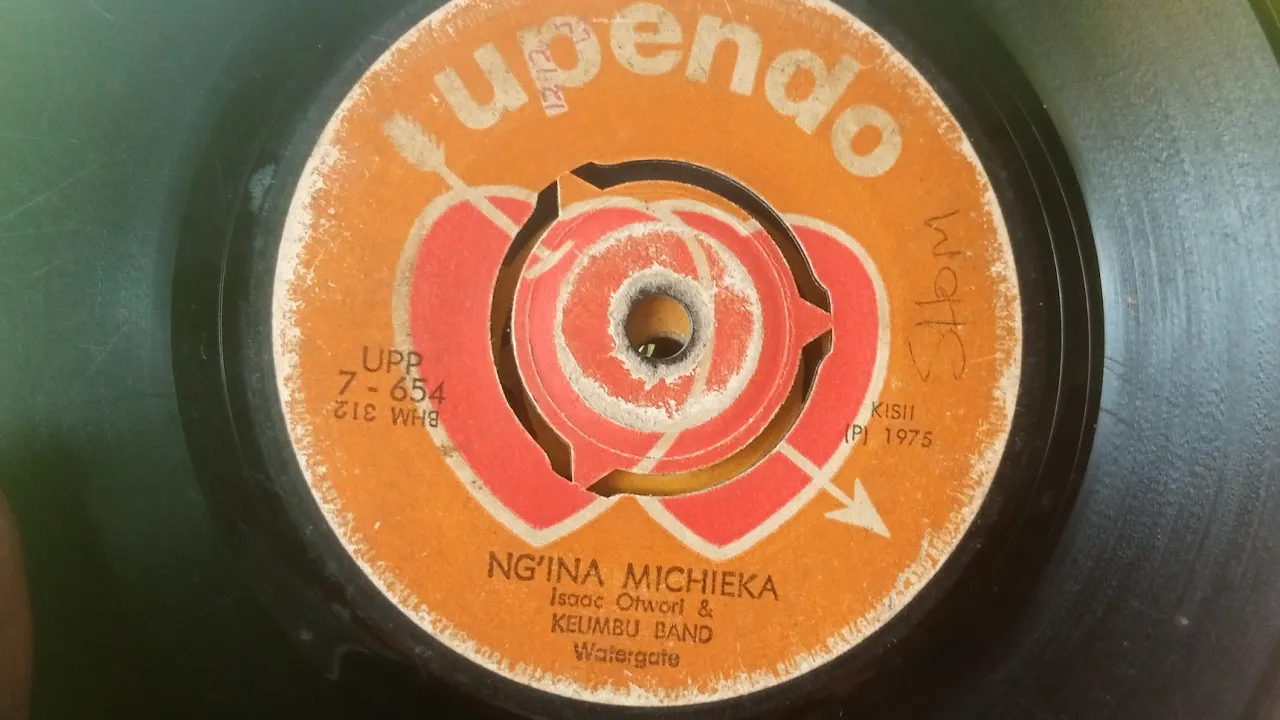 upendo
UPP
7 - 654
BHM 312
KISII
(P) 1975
NG'INA MICHIEKA
Isaac Otwori &
KEUMBU BAND
Watergate